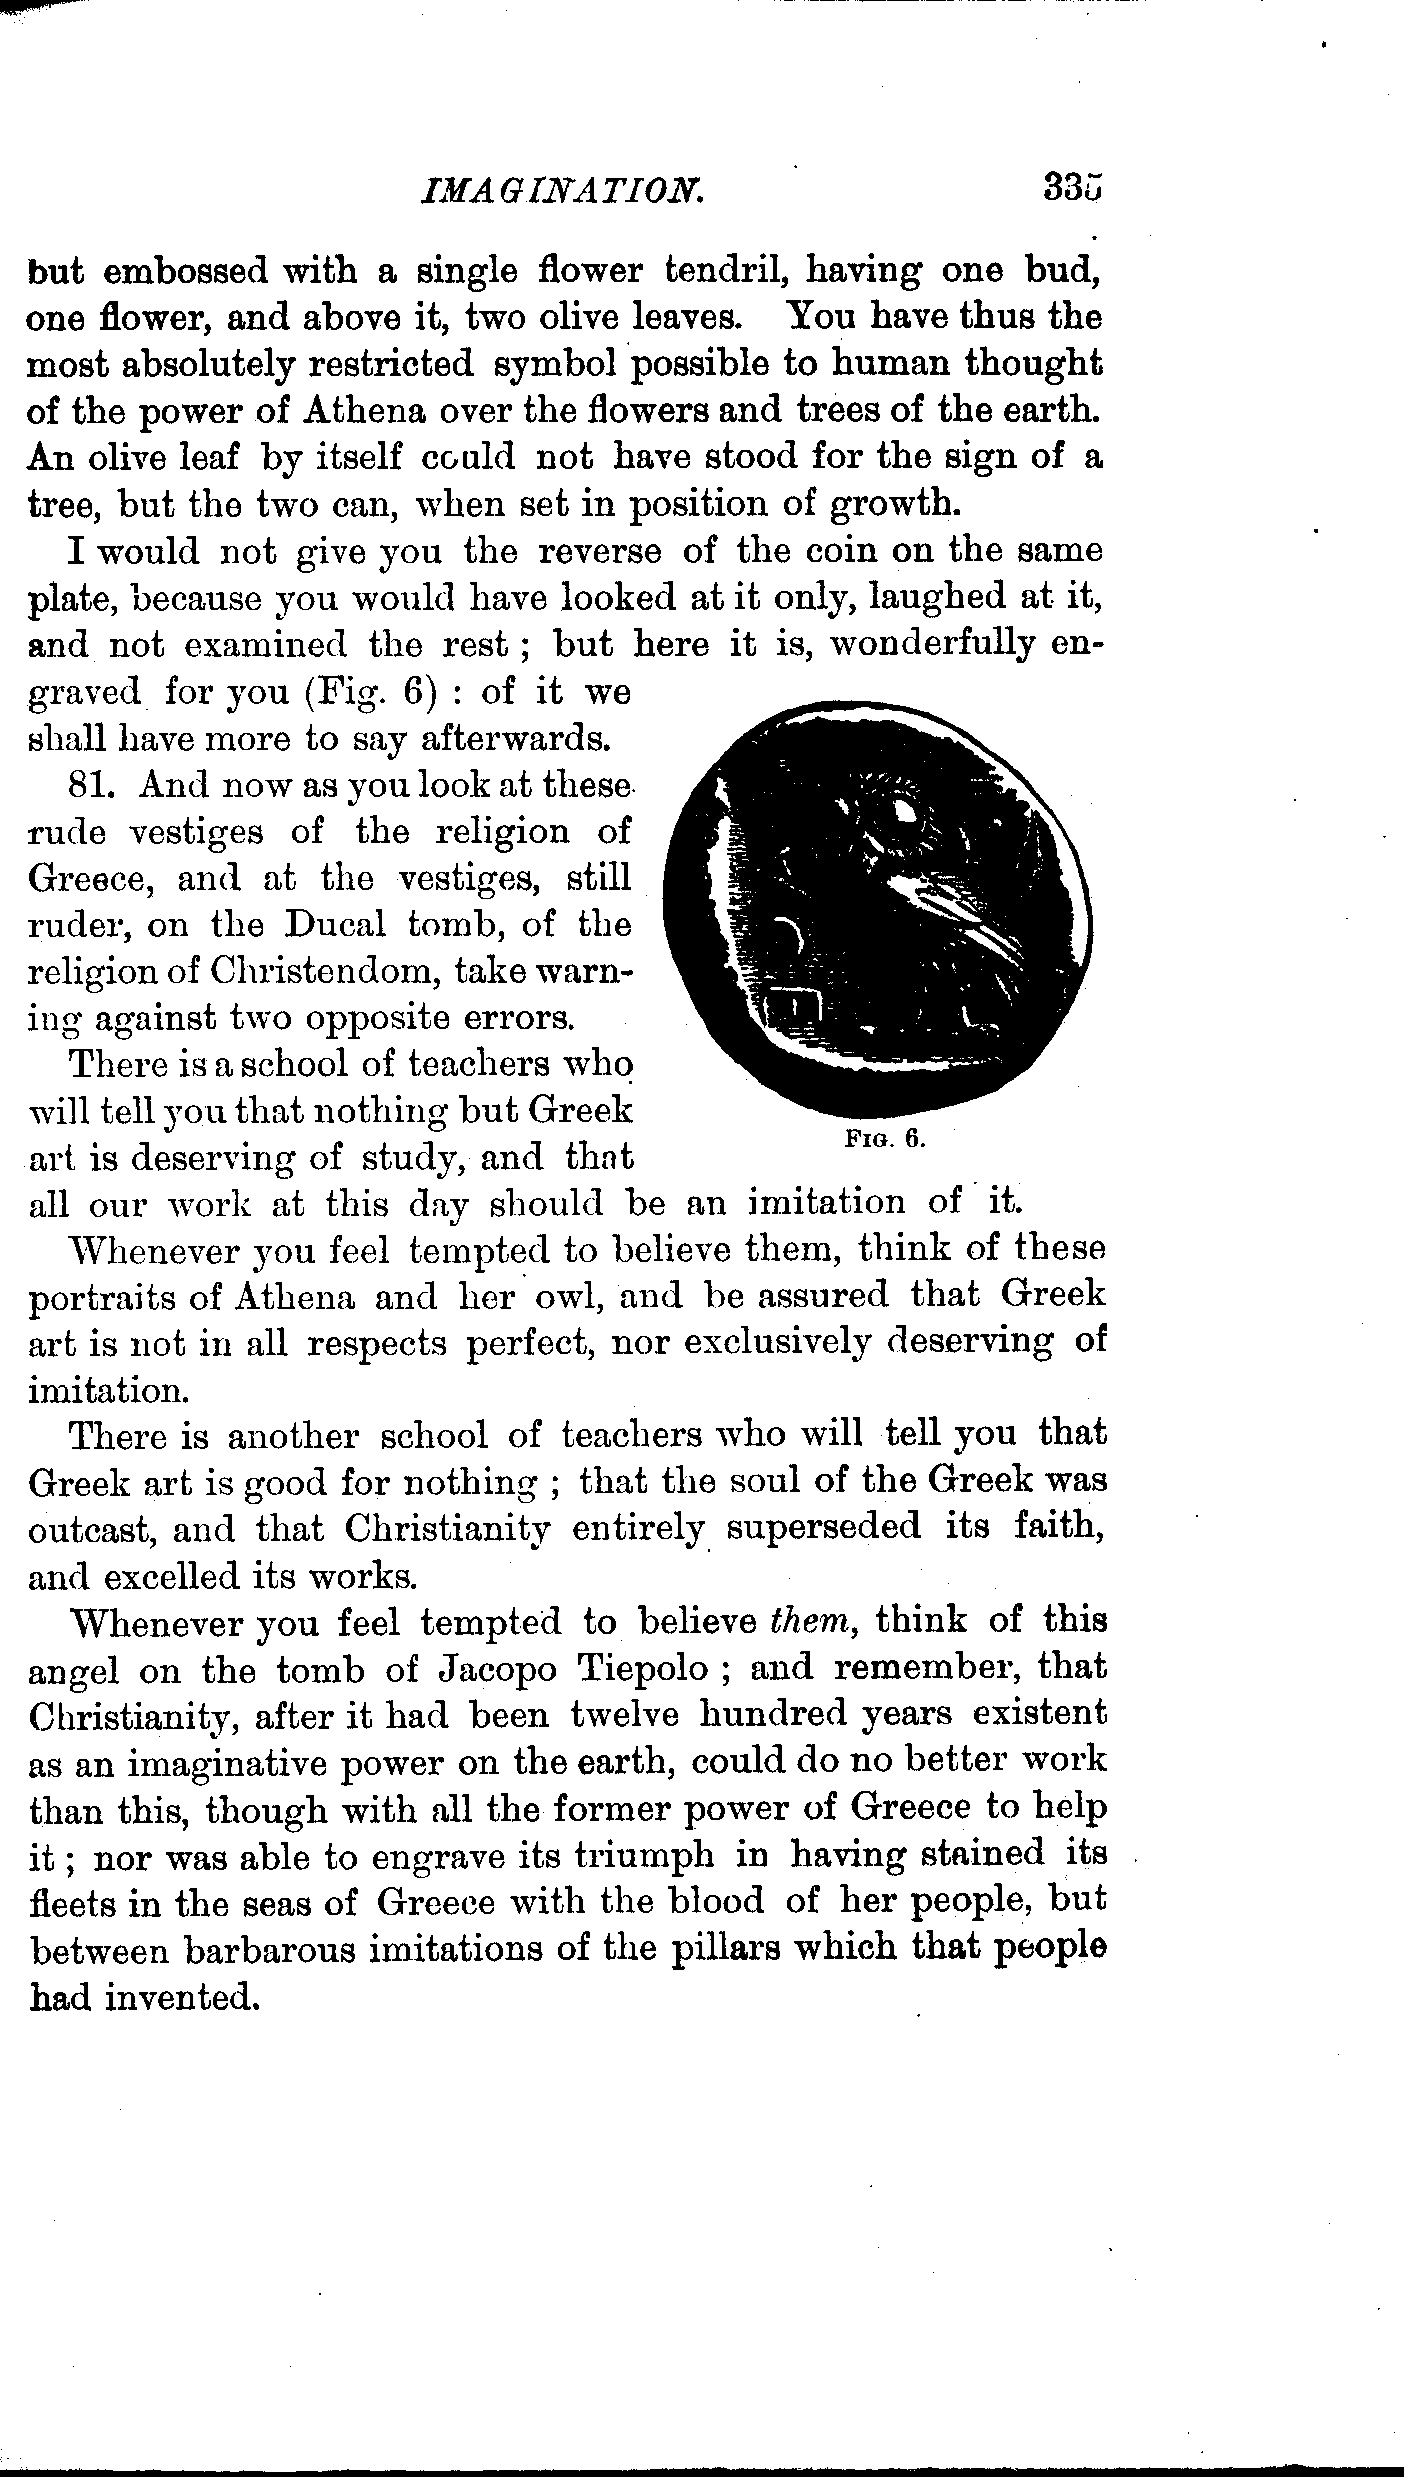 IMAGINATION. 335
but embossed with a single flower tendril, having one bud,
one flower, and above it, two olive leaves. You have thus the
most absolutely restricted symbol possible to human thought
of the power of Athena over the flowers and trees of the earth.
An olive leaf by itself could not have stood for the sign of a
tree, but the two can, when set in position of growth.
I would not give you the reverse of the coin on the same
plate, because you would have looked at it only, laughed at it,
and not examined the rest ; but here it is, wonderfully en-
graved for you (Fig. 6) : of it we
shall have more to say afterwards.
81. And now as you look at these
rude vestiges of the religion of
Greece, and at the vestiges, still
ruder, on the Ducal tomb, of the
religion of Christendom, take warn-
ing against two opposite errors.
There is a school of teachers who
will tell you that nothing but Greek
art is deserving of study, and that
all our work at this day should be an imitation of it.
FIG. 6.
Whenever you feel tempted to believe them, think of these
portraits of Athena and her owl, and be assured that Greek
art is not in all respects perfect, nor exclusively deserving of
imitation.
There is another school of teachers who will tell you that
Greek art is good for nothing ; that the soul of the Greek was
outcast, and that Christianity entirely superseded its faith,
and excelled its works.
Whenever you feel tempted to believe them, think of this
angel on the tomb of Jacopo Tiepolo ; and remember, that
Christianity, after it had been twelve hundred years existent
as an imaginative power on the earth, could do no better work
than this, though with all the former power of Greece to help
it ; nor was able to engrave its triumph in having stained its
fleets in the seas of Greece with the blood of her people, but
between barbarous imitations of the pillars which that people
had invented.